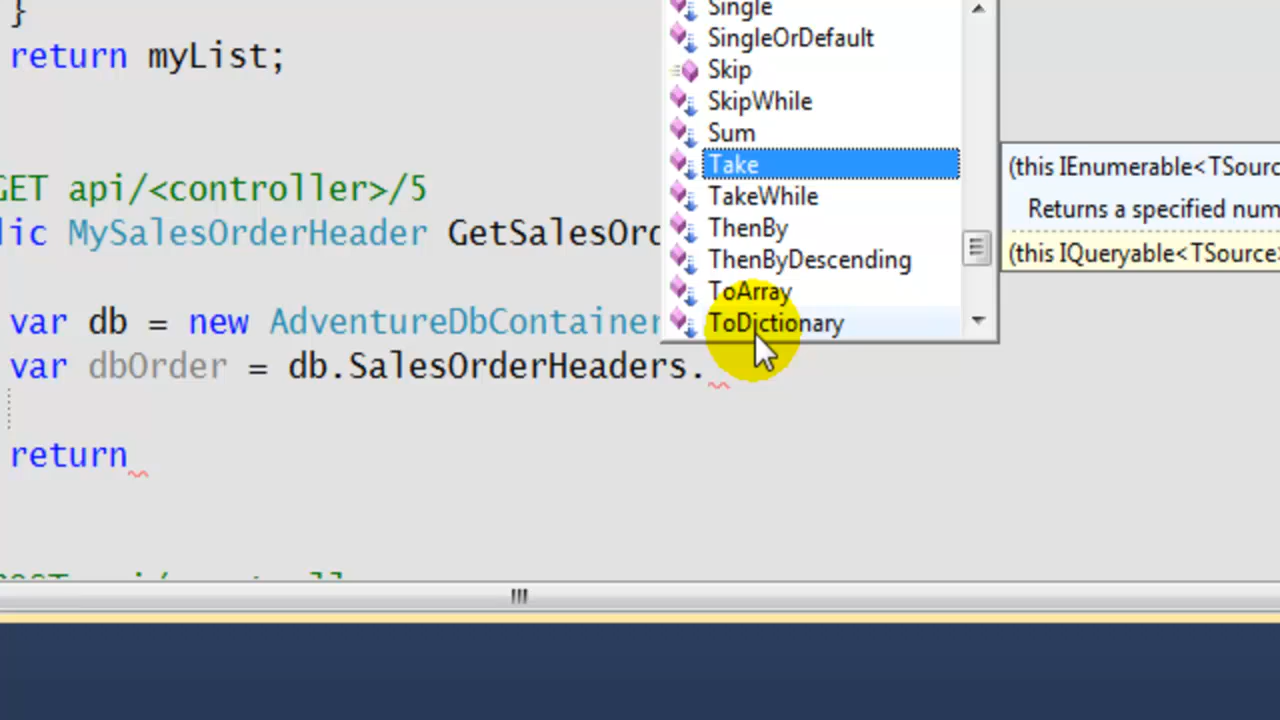 }
return myList;
GET api/<controller>/5
lic MySalesOrderHeader GetSalesOrd
var db = new AdventureDbContainer
var dbOrder = db.SalesOrderHeaders.
return
Single
SingleOrDefault
Skip
SkipWhile
Sum
Take
TakeWhile
ThenBy
ThenByDescending
ToArray
ToDictionary
(this IEnumerable<TSourc
Returns a specified num
(this IQueryable<TSource>